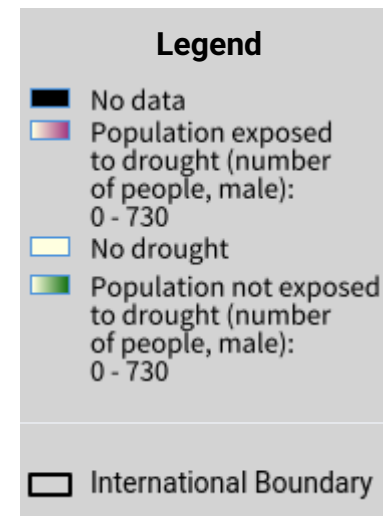 Legend
No data
Population exposed
to drought (number
of people, male):
0 - 730
No drought
Population not exposed
to drought (number
of people, male):
0 - 730
International Boundary